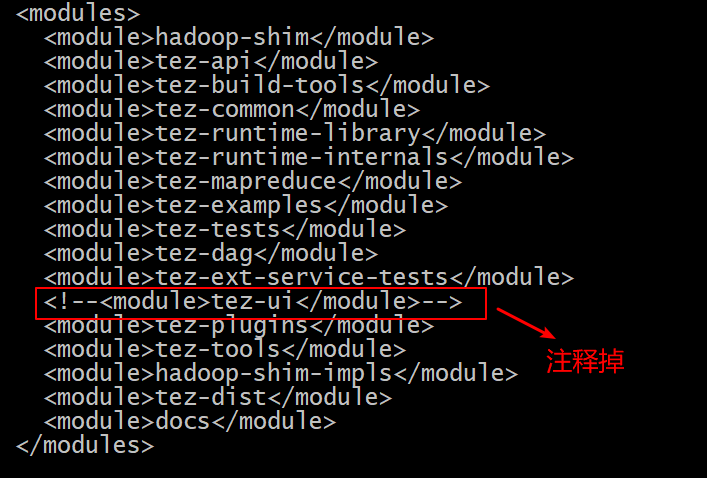 <modules>
<module>hadoop-shim</module>
<module>tez-api</module>
<module>tez-build-tools</module>
<module>tez-common</module>
<module>tez-runtime-library</module>
<module>tez-runtime-internals</module>
<module>tez-mapreduce</module>
<module>tez-examples</module>
<module>tez-tests</module>
<module>tez-dag</module>
<module>tez-ext-service-tests</module>
<!--<module>tez-ui</module>-->
<module>tez-plugins</module>
<module>tez-tools</module>
注释掉
<module>hadoop-shim-impls</module>
<module>tez-dist</module>
<module>docs</module>
</modules>